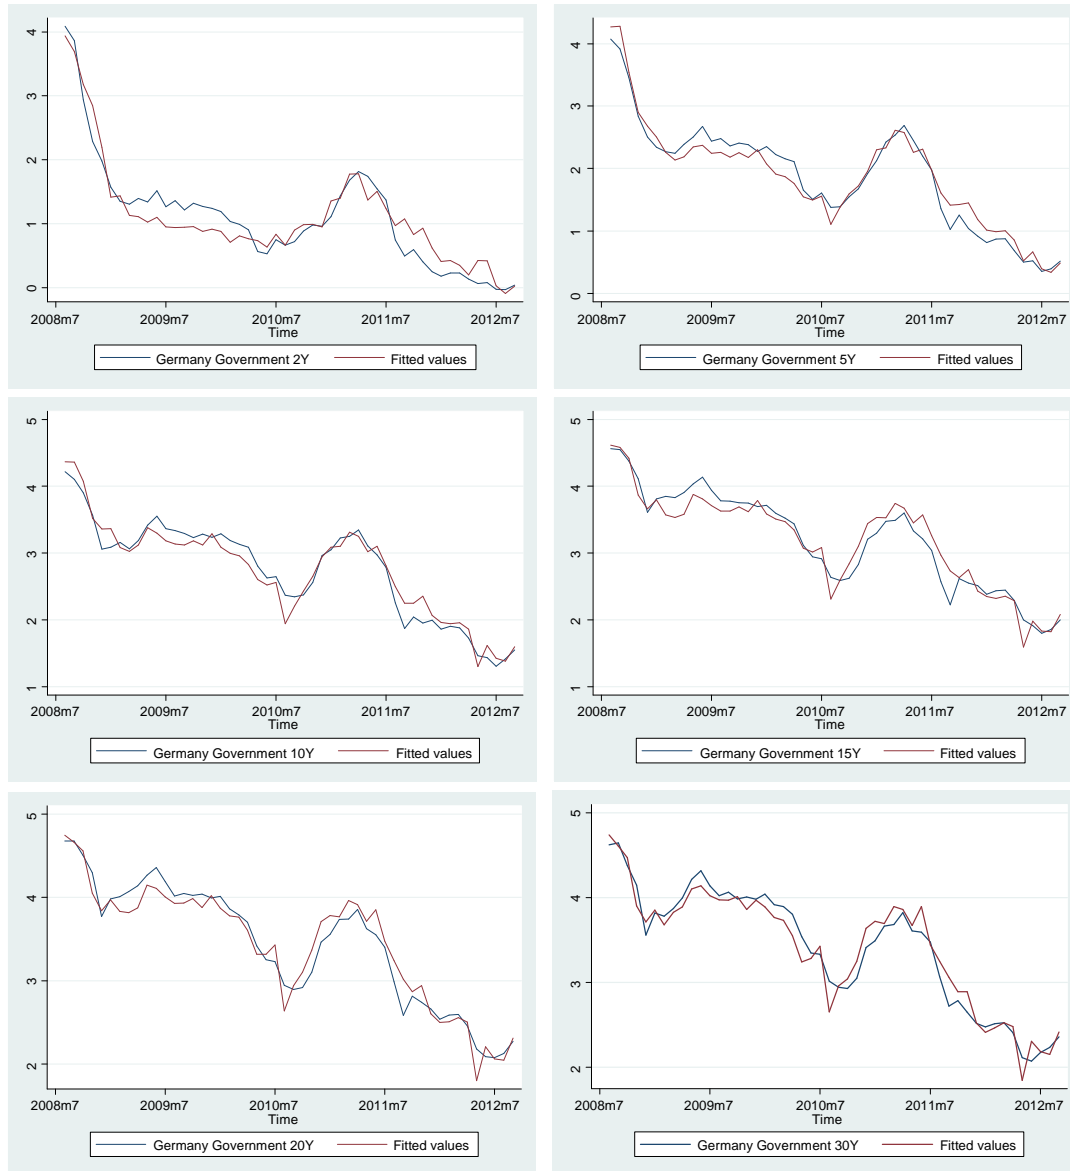 4
3
2
1
0
2008m7 2009m7 2010m7 2011m7 2012m7
Time
Germany Government 2Y Fitted values
4
3
2
1
0
2008m7 2009m7 2010m7 2011m7 2012m7
Time
Germany Government 5Y Fitted values
5
4
3
2
1
2008m7 2009m7 2010m7 2011m7 2012m7
Time
Germany Government 10Y Fitted values
5
4
3
2
1
2008m7 2009m7 2010m7 2011m7 2012m7
Time
Germany Government 15Y Fitted values
5
4
3
2
2008m7 2009m7 2010m7 2011m7 2012m7
Time
Germany Government 20Y Fitted values
5
4
3
2
2008m7 2009m7 2010m7 2011m7 2012m7
Time
Germany Government 30Y Fitted values